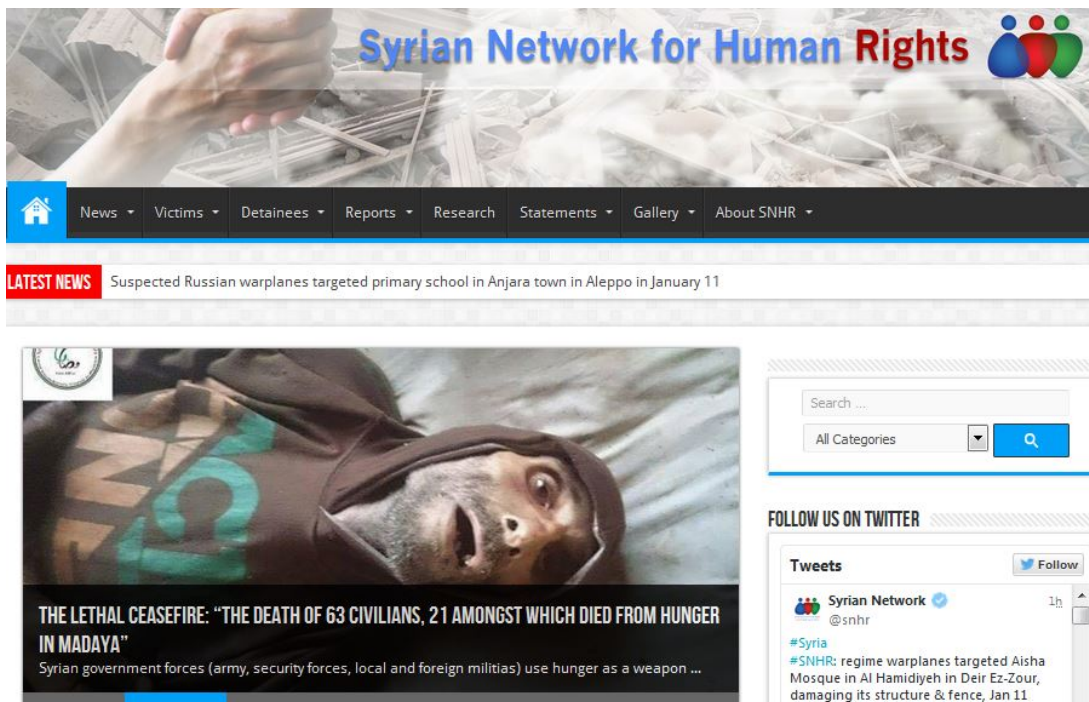 Syrian Network for Human Rights
News
Victims
Detainees
Reports
Research
Statements
Gallery
About SNHR
LATEST NEWS
Suspected Russian warplanes targeted primary school in Anjara town in Aleppo in January 11
THE LETHAL CEASEFIRE: “THE DEATH OF 63 CIVILIANS, 21 AMONGST WHICH DIED FROM HUNGER
IN MADAYA”
Syrian government forces (army, security forces, local and foreign militias) use hunger as a weapon ...
Search ...
All Categories
FOLLOW US ON TWITTER
Tweets
Follow
Syrian Network
1h
@snhr
#Syria
#SNHR: regime warplanes targeted Aisha
Mosque in Al Hamidiyeh in Deir Ez-Zour,
damaging its structure & fence, Jan 11